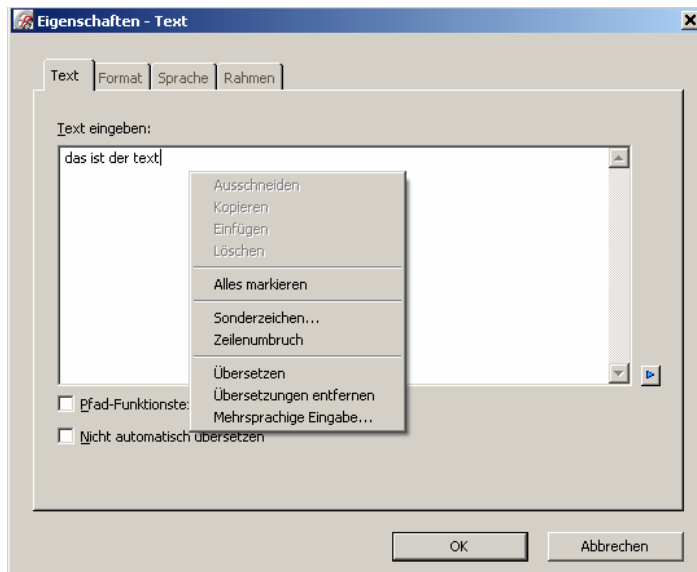 Eigenschaften - Text
Text Format Sprache Rahmen
Text eingeben:
das ist der text
Ausschneiden
Kopieren
Einfügen
Löschen
Alles markieren
Sonderzeichen...
Zeilenumbruch
Übersetzen
Übersetzungen entfernen
Mehrsprachige Eingabe...
Pfad-Funktionste
Nicht automatisch übersetzen
OK Abbrechen